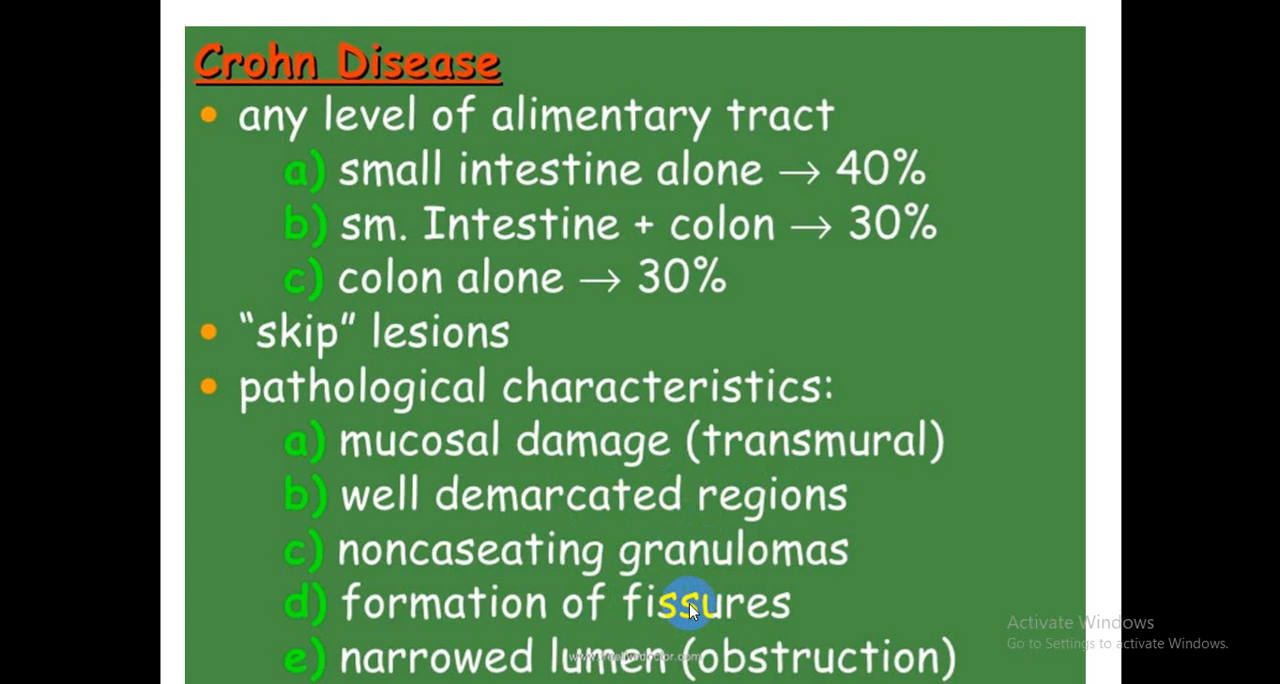 Crohn Disease
• any level of alimentary tract
a) small intestine alone → 40%
b) sm. Intestine + colon → 30%
c) colon alone → 30%
• “skip” lesions
• pathological characteristics:
a) mucosal damage (transmural)
b) well demarcated regions
c) noncaseating granulomas
d) formation of fissures
e) narrowed lumen (obstruction)
Activate Windows
Go to Settings to activate Windows.